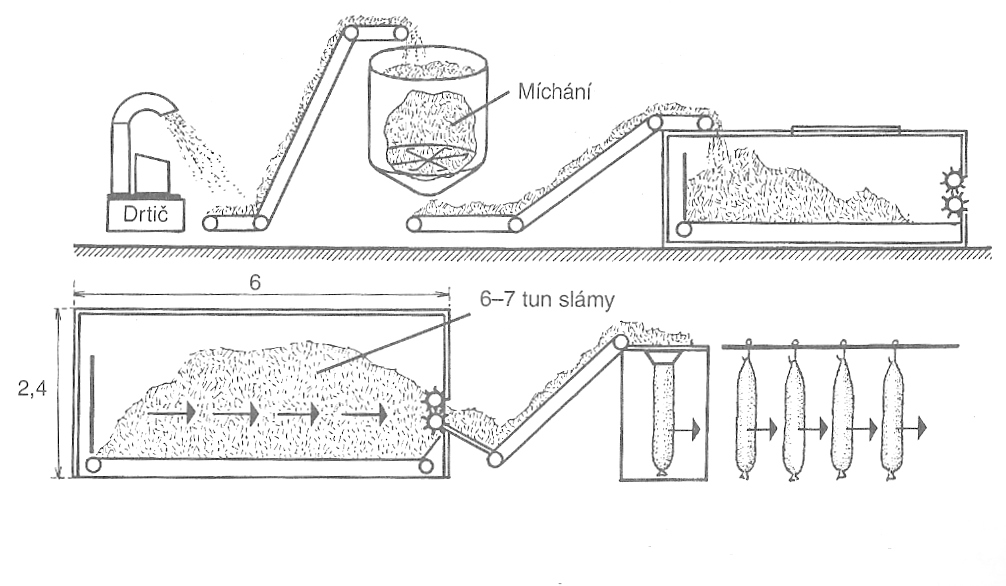 Míchání
Drtič
6
6–7 tun slámy
2,4